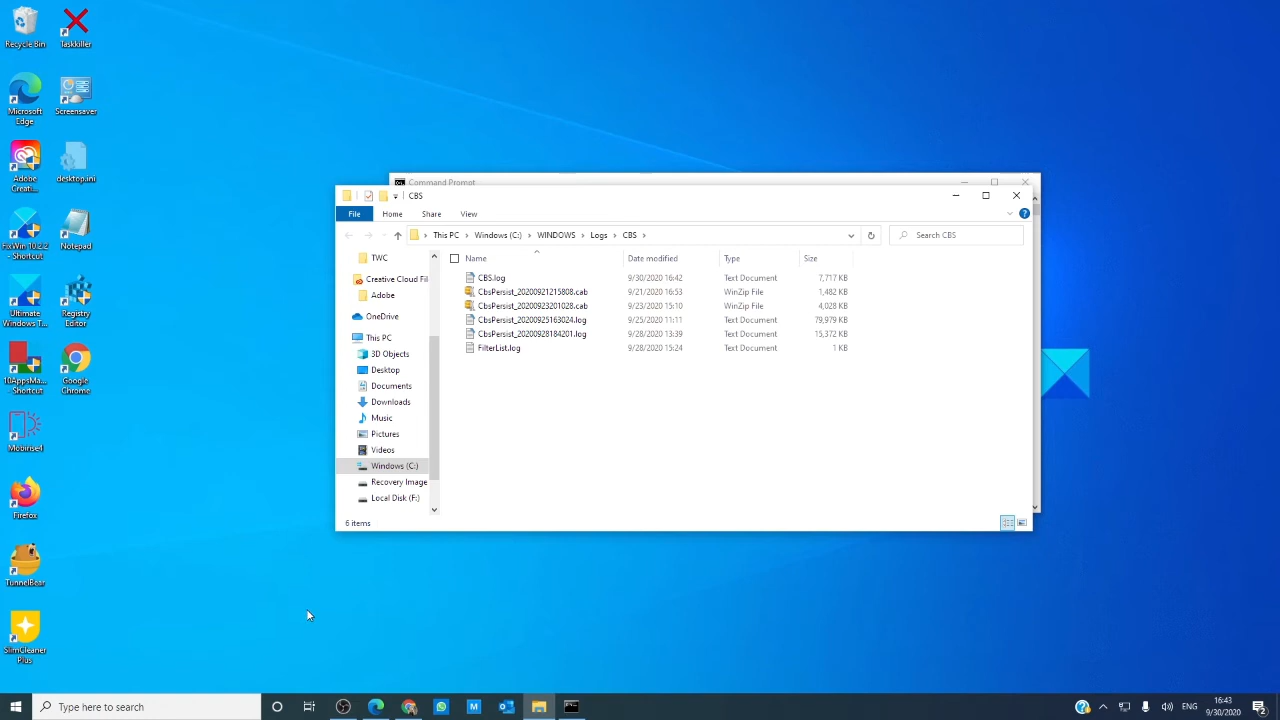 Recycle Bin
Taskkiller
Microsoft
Edge
Screensaver
Adobe
Creati...
desktop.ini
FixWin 10.2.2
- Shortcut
Notepad
Ultimate
Windows T...
Registry
Editor
10AppsMa...
- Shortcut
Google
Chrome
Mobirise4
Firefox
TunnelBear
SlimCleaner
Plus
Command Prompt
CBS
File Home Share View
This PC Windows (C:) WINDOWS Logs CBS
Search CBS
TWC
Creative Cloud Fil
Adobe
OneDrive
This PC
3D Objects
Desktop
Documents
Downloads
Music
Pictures
Videos
Windows (C:)
Recovery Image
Local Disk (F:)
Name Date modified Type Size
CBS.log 9/30/2020 16:42 Text Document 7,717 KB
CbsPersist_20200921215808.cab 9/21/2020 16:53 WinZip File 1,482 KB
CbsPersist_20200923201028.cab 9/23/2020 15:10 WinZip File 4,028 KB
CbsPersist_20200925163024.log 9/25/2020 11:11 Text Document 79,979 KB
CbsPersist_20200928184201.log 9/28/2020 13:39 Text Document 15,372 KB
FilterList.log 9/28/2020 15:24 Text Document 1 KB
6 items
Type here to search
ENG
16:43
9/30/2020
2